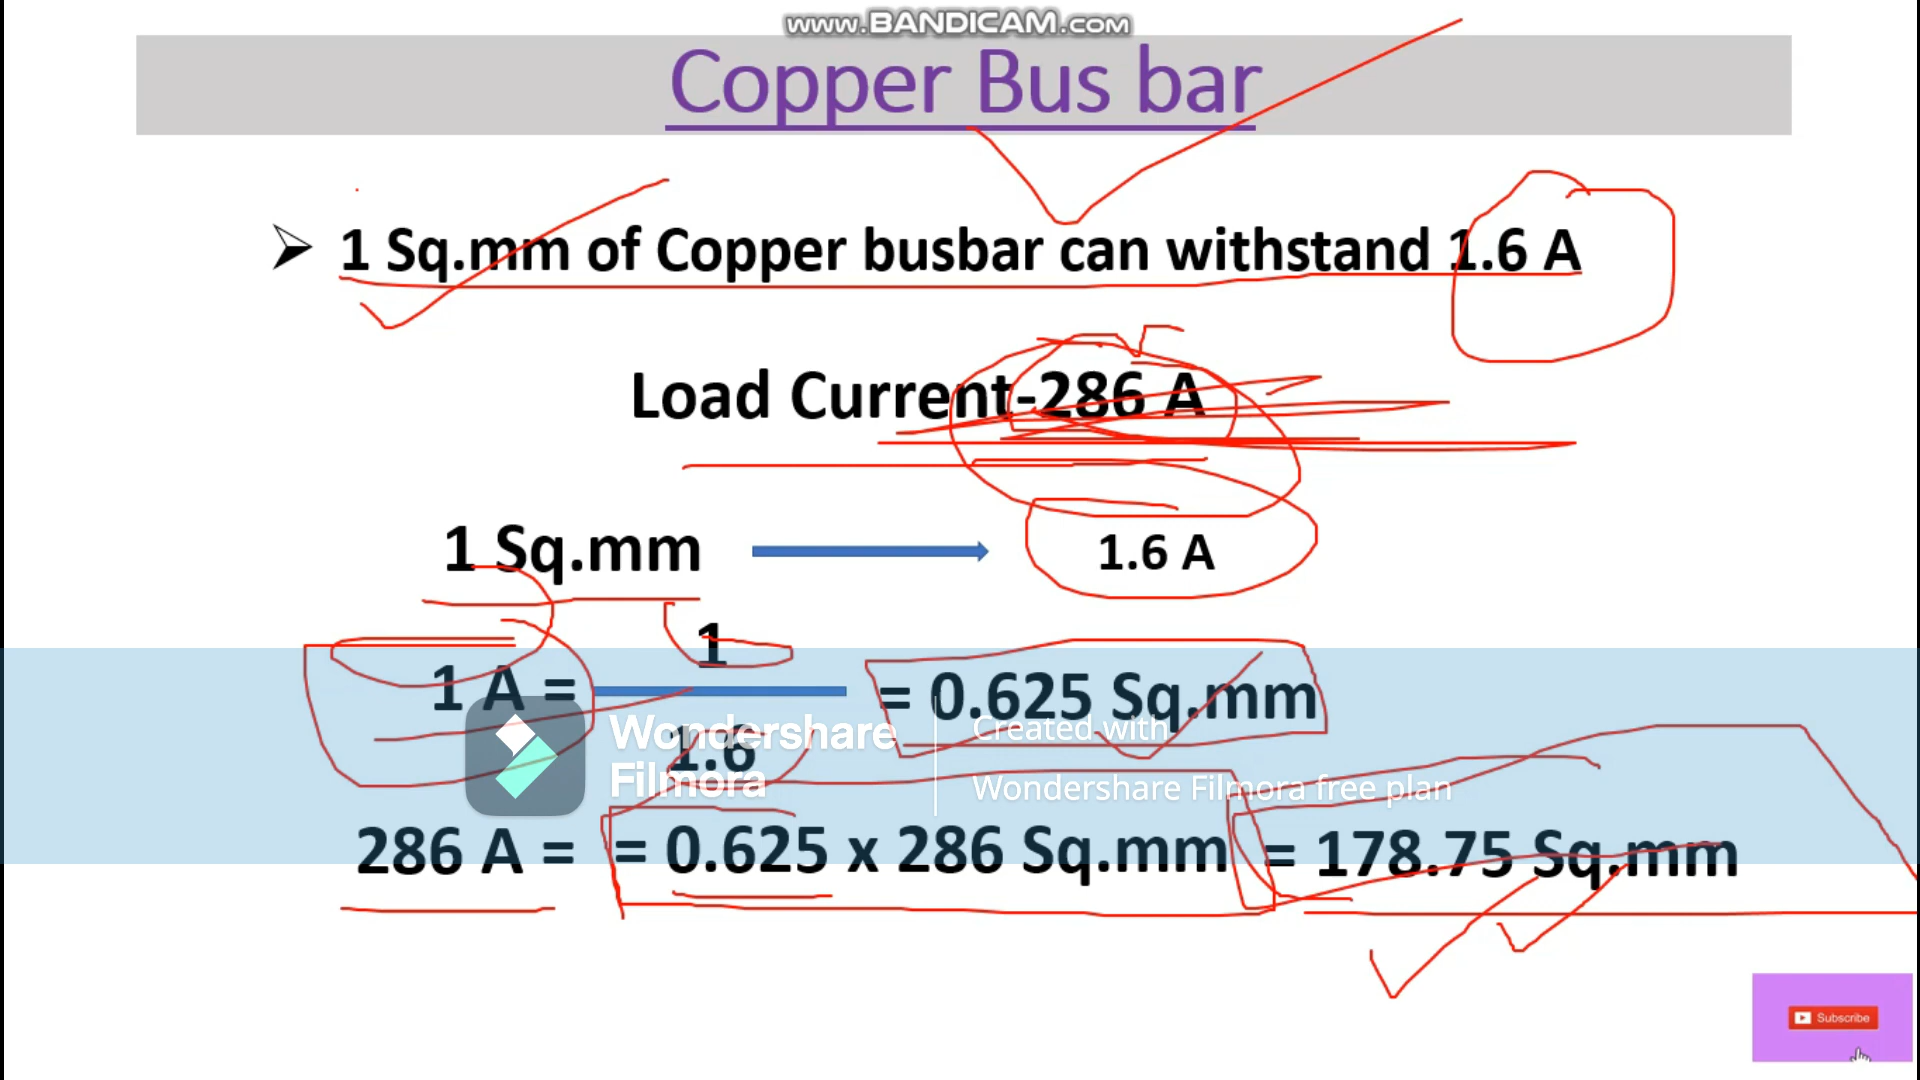 www.BANDICAM.com
Copper Bus bar
➢ 1 Sq.mm of Copper busbar can withstand 1.6 A
Load Current-286 A
1 Sq.mm 1.6 A
1
1 A = = 0.625 Sq.mm
1.6
Wondershare Filmora
Created with
Wondershare Filmora free plan
286 A = = 0.625 x 286 Sq.mm = 178.75 Sq.mm
Subscribe